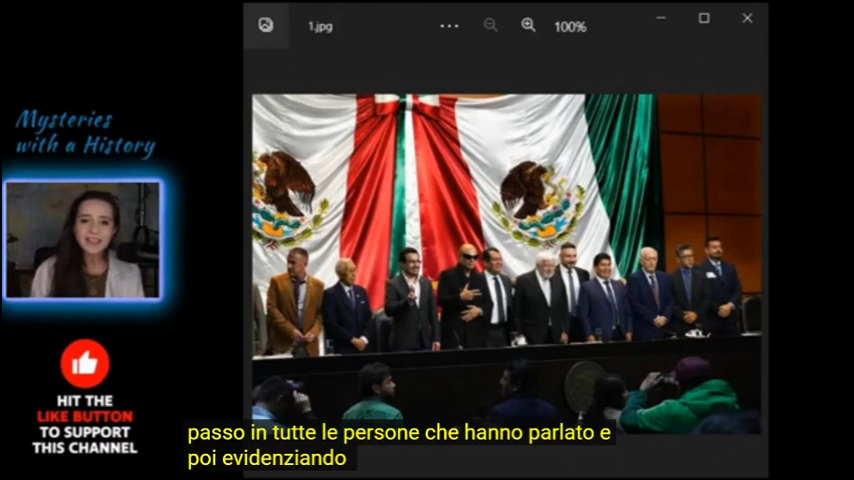 1.jpg
100%
Mysteries
with a History
HIT THE
LIKE BUTTON
TO SUPPORT
THIS CHANNEL
passo in tutte le persone che hanno parlato e
poi evidenziando